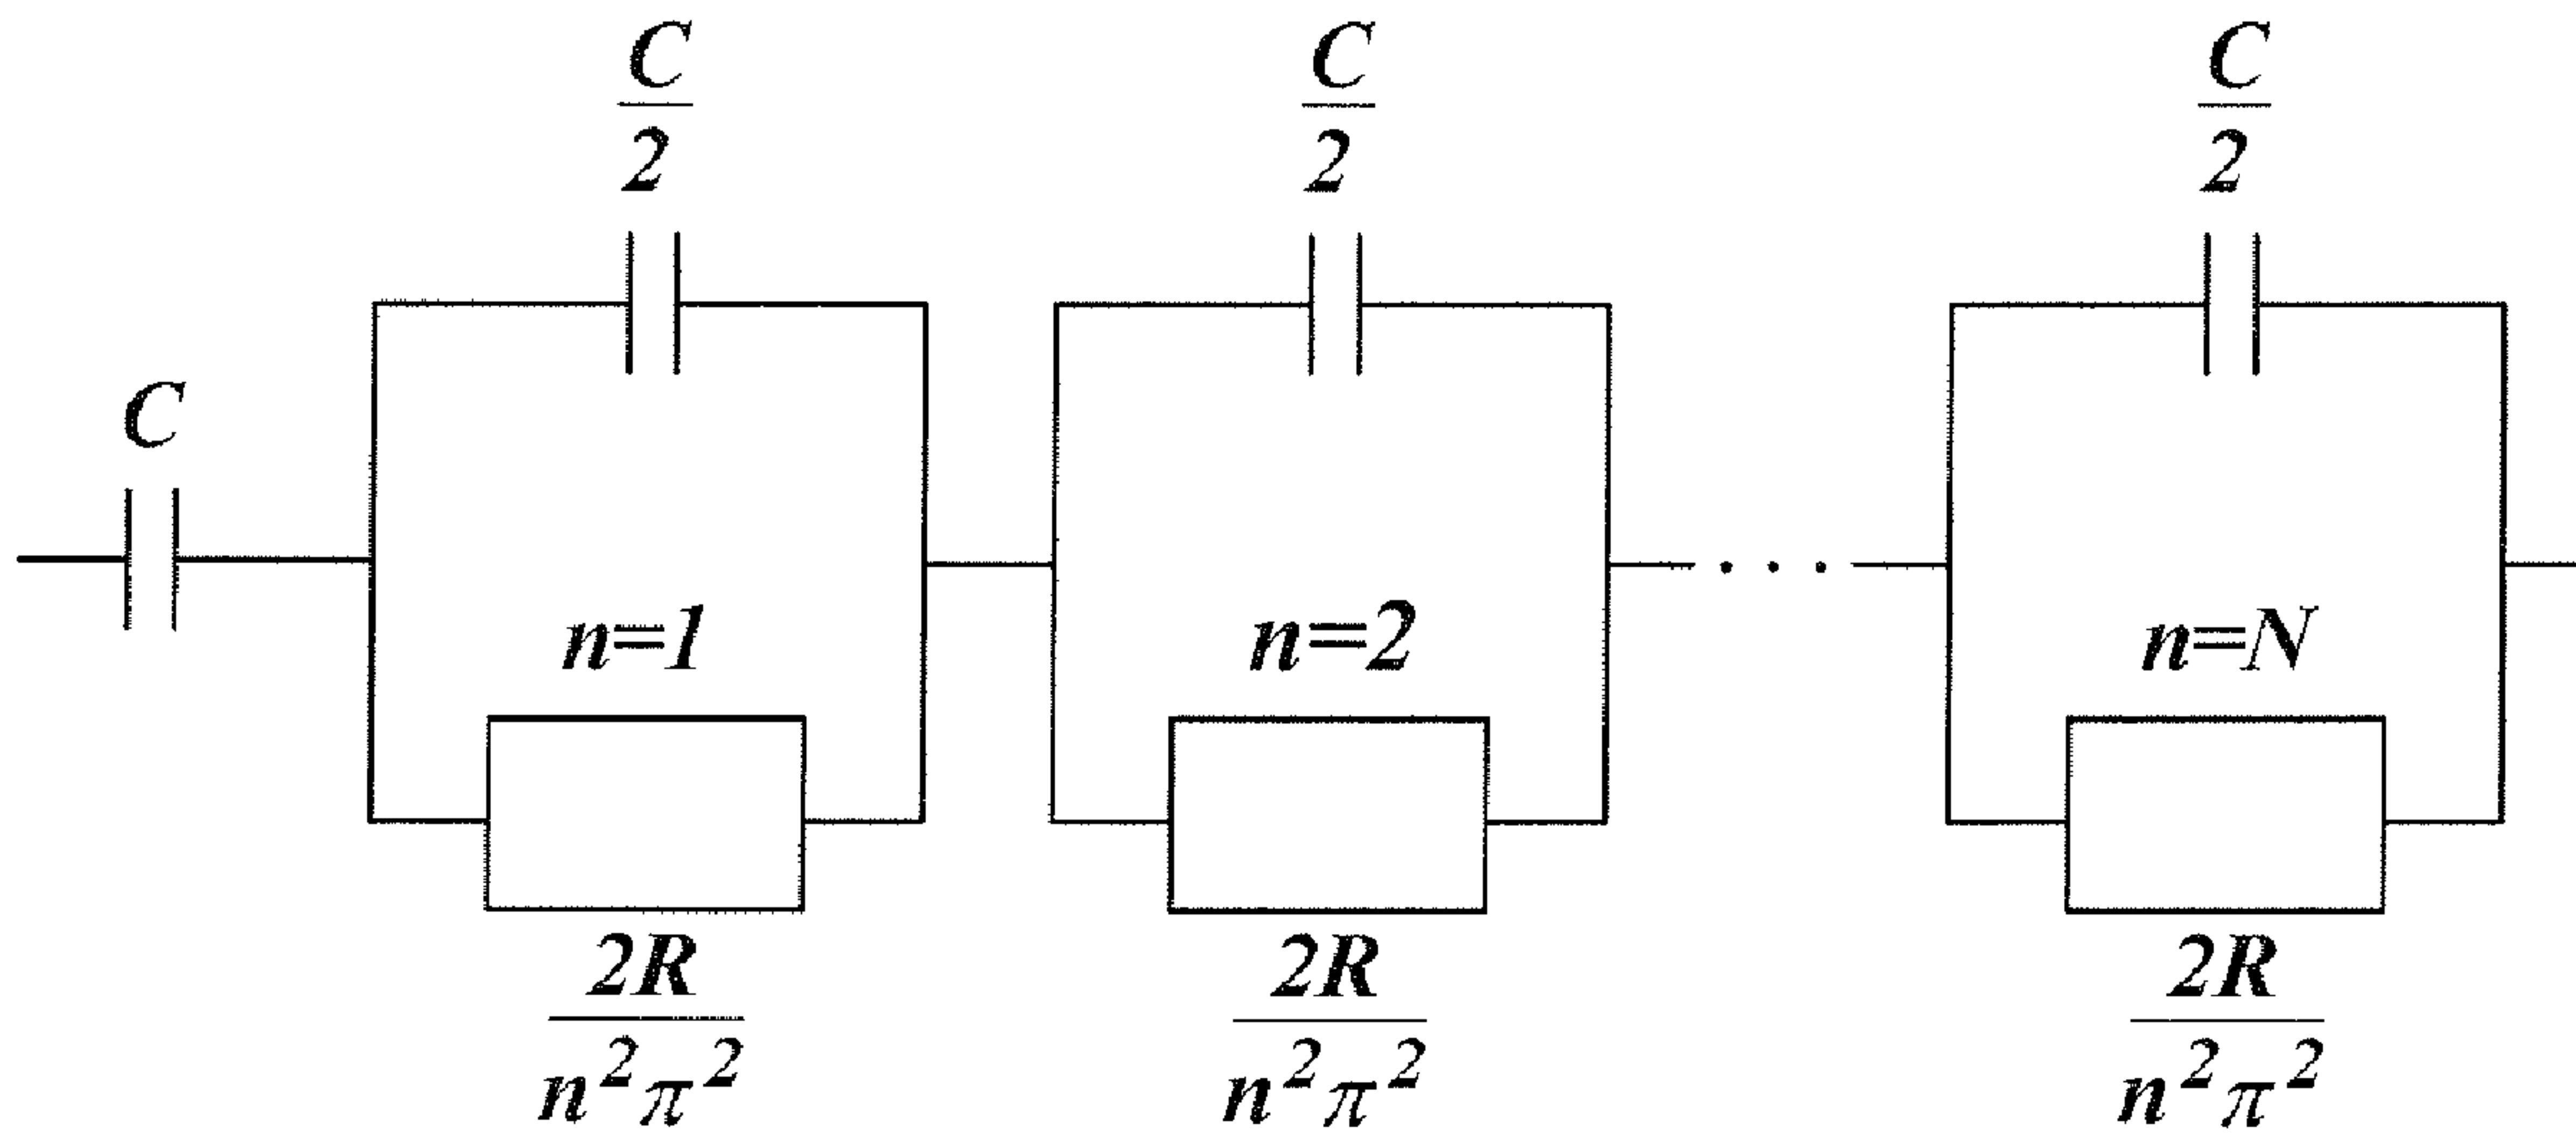 C/2 C/2 C/2
C
n=1 n=2 n=N
2R/n²π² 2R/n²π² 2R/n²π²